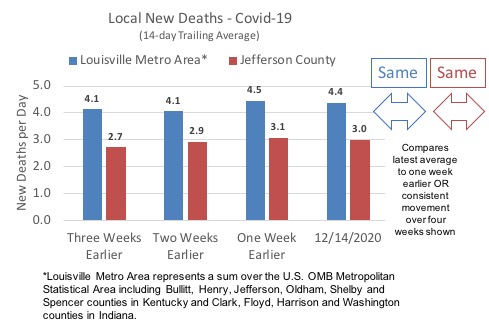 Local New Deaths - Covid-19
(14-day Trailing Average)
Louisville Metro Area* Jefferson County
Same Same
5.0
4.0
3.0
2.0
1.0
0.0
New Deaths per Day
4.1 2.7 4.1 2.9 4.5 3.1 4.4 3.0
Three Weeks Earlier
Two Weeks Earlier
One Week Earlier
12/14/2020
Compares
latest average
to one week
earlier OR
consistent
movement
over four
weeks shown
*Louisville Metro Area represents a sum over the U.S. OMB Metropolitan
Statistical Area including Bullitt, Henry, Jefferson, Oldham, Shelby and
Spencer counties in Kentucky and Clark, Floyd, Harrison and Washington
counties in Indiana.